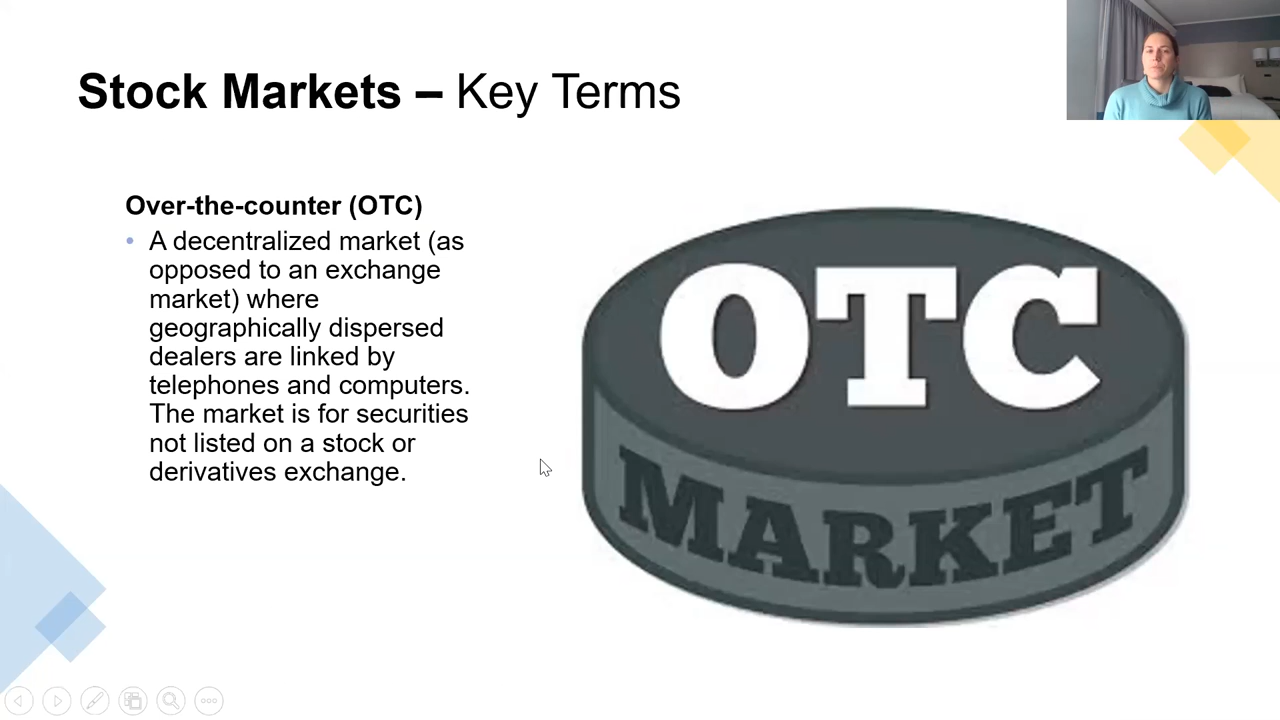 Stock Markets – Key Terms
Over-the-counter (OTC)
• A decentralized market (as
opposed to an exchange
market) where
geographically dispersed
dealers are linked by
telephones and computers.
The market is for securities
not listed on a stock or
derivatives exchange.
OTC
MARKET